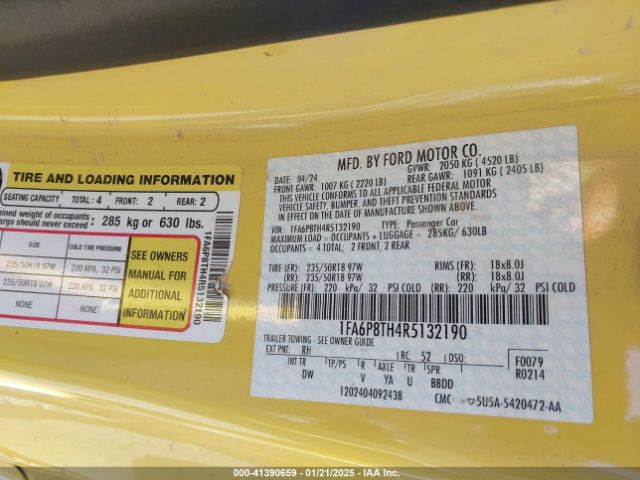 TIRE AND LOADING INFORMATION
SEATING CAPACITY TOTAL: 4 FRONT: 2 REAR: 2
weight of occupants
should never exceed: 285 kg or 630 lbs.
SIZE COLD TIRE PRESSURE
235/50R18 97W 220 KPA, 32 PSI
235/50R18 97W 220 KPA, 32 PSI
NONE NONE
SEE OWNERS
MANUAL FOR
ADDITIONAL
INFORMATION
1FA6P8TH4R5132190
MFD. BY FORD MOTOR CO.
DATE: 04/24 GVWR: 2050 KG (4520 LB)
FRONT GAWR: 1007 KG (2220 LB) REAR GAWR: 1091 KG (2405 LB)
THIS VEHICLE CONFORMS TO ALL APPLICABLE FEDERAL MOTOR
VEHICLE SAFETY, BUMPER, AND THEFT PREVENTION STANDARDS
IN EFFECT ON THE DATE OF MANUFACTURE SHOWN ABOVE.
VIN: 1FA6P8TH4R5132190 TYPE: Passenger Car
MAXIMUM LOAD = OCCUPANTS + LUGGAGE = 285KG/ 630LB
OCCUPANTS = 4 TOTAL, 2 FRONT, 2 REAR
TIRE (FR): 235/50R18 97W RIMS (FR): 18x8.0J
(RR): 235/50R18 97W (RR): 18x8.0J
PRESSURE (FR): 220 kPa/ 32 PSI COLD (RR): 220 kPa/ 32 PSI COLD
1FA6P8TH4R5132190
TRAILER TOWING - SEE OWNER GUIDE
EXT PNT: RH RC: 52 DSO:
INT TR TP/PS R AXLE TR SPR
DW V YA U BBDD
F0079
R0214
1202404092438 CMC ▽5U5A-5420472-AA
000-41390659 - 01/21/2025 - IAA Fremont (CA)